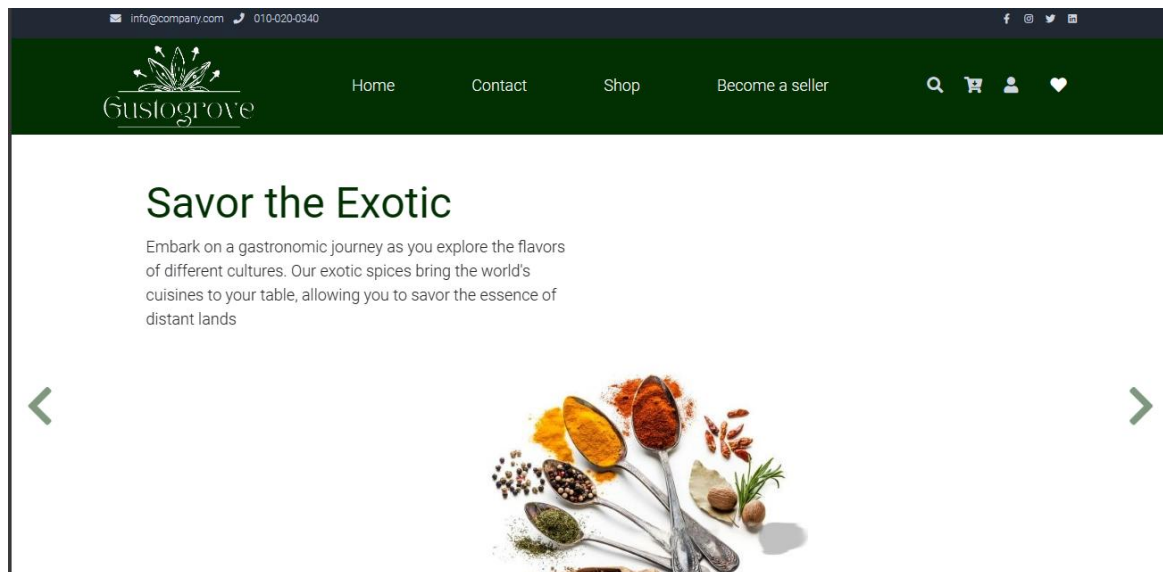 info@company.com 010-020-0340
Gustogrove
Home Contact Shop Become a seller
Savor the Exotic
Embark on a gastronomic journey as you explore the flavors
of different cultures. Our exotic spices bring the world's
cuisines to your table, allowing you to savor the essence of
distant lands